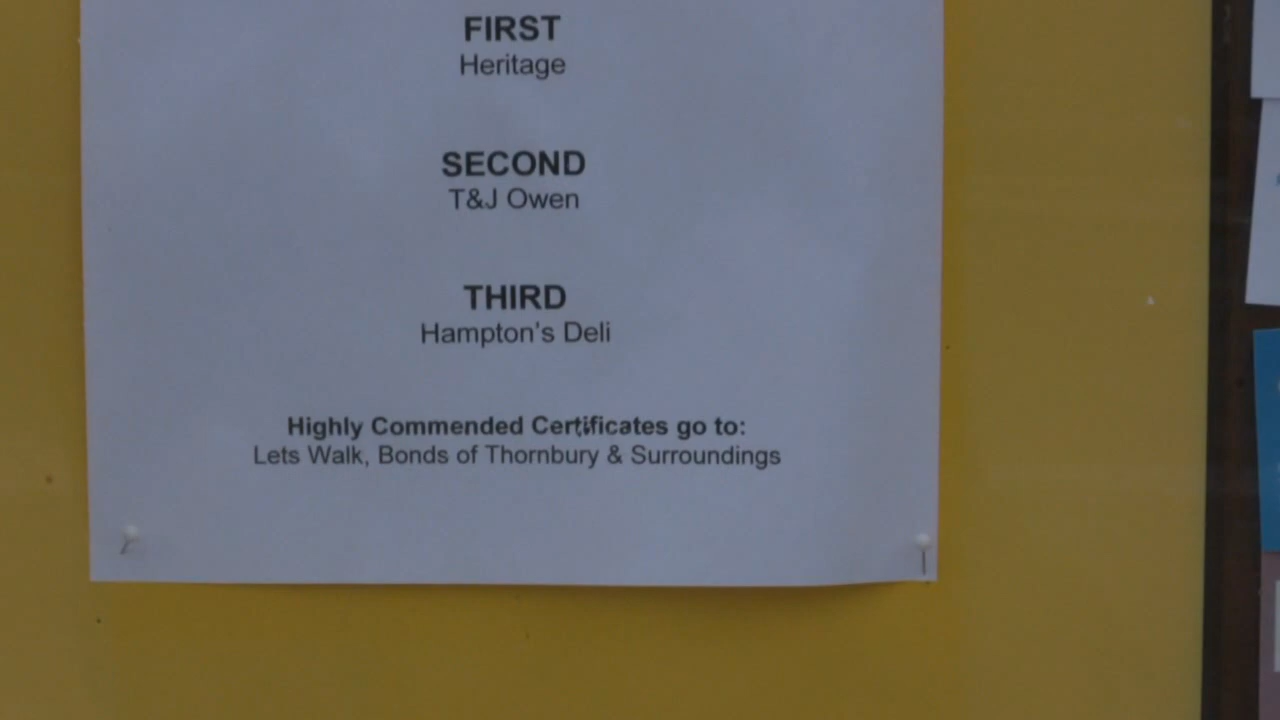 FIRST
Heritage
SECOND
T&J Owen
THIRD
Hampton's Deli
Highly Commended Certificates go to:
Lets Walk, Bonds of Thornbury & Surroundings